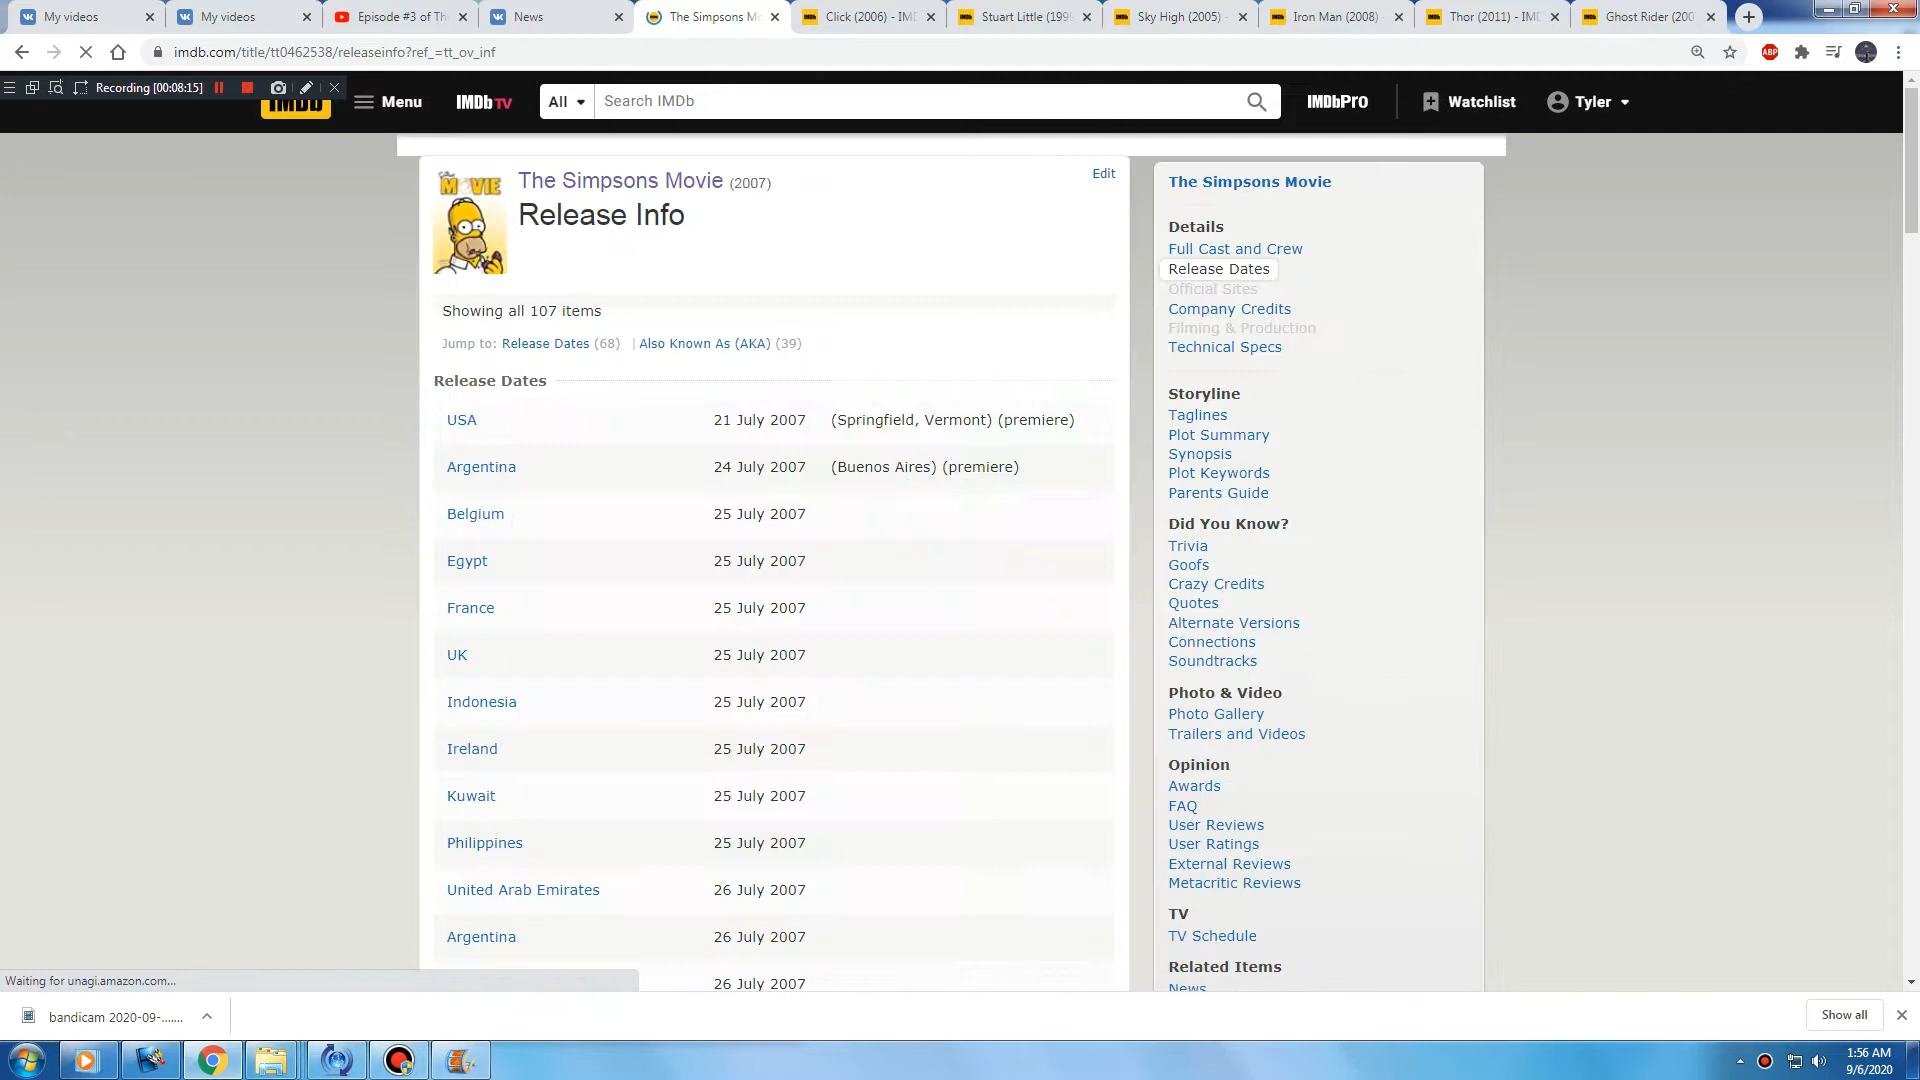 My videos
My videos
Episode #3 of Th
News
The Simpsons Mo
Click (2006) - IMD
Stuart Little (1999
Sky High (2005) -
Iron Man (2008) -
Thor (2011) - IMD
Ghost Rider (200
imdb.com/title/tt0462538/releaseinfo?ref_=tt_ov_inf
ABP
Recording [00:08:15]
IMDb
Menu
IMDbTV
All
Search IMDb
IMDbPro
Watchlist
Tyler
MOVIE
The Simpsons Movie (2007)
Release Info
Edit
Showing all 107 items
Jump to: Release Dates (68) | Also Known As (AKA) (39)
Release Dates
USA 21 July 2007 (Springfield, Vermont) (premiere)
Argentina 24 July 2007 (Buenos Aires) (premiere)
Belgium 25 July 2007
Egypt 25 July 2007
France 25 July 2007
UK 25 July 2007
Indonesia 25 July 2007
Ireland 25 July 2007
Kuwait 25 July 2007
Philippines 25 July 2007
United Arab Emirates 26 July 2007
Argentina 26 July 2007
26 July 2007
The Simpsons Movie
Details
Full Cast and Crew
Release Dates
Official Sites
Company Credits
Filming & Production
Technical Specs
Storyline
Taglines
Plot Summary
Synopsis
Plot Keywords
Parents Guide
Did You Know?
Trivia
Goofs
Crazy Credits
Quotes
Alternate Versions
Connections
Soundtracks
Photo & Video
Photo Gallery
Trailers and Videos
Opinion
Awards
FAQ
User Reviews
User Ratings
External Reviews
Metacritic Reviews
TV
TV Schedule
Related Items
News
Waiting for unagi.amazon.com...
bandicam 2020-09-......
Show all
1:56 AM
9/6/2020